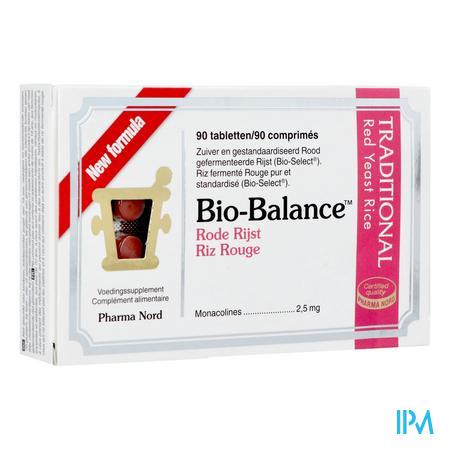 New formula
90 tabletten/90 comprimés
Zuiver en gestandaardiseerd Rood
gefermenteerde Rijst (Bio-Select®).
Riz fermenté Rouge pur et
standardisé (Bio-Select®).
Bio-Balance™
Rode Rijst
Riz Rouge
Monacolines ........................ 2,5 mg
Voedingssupplement
Complément alimentaire
Pharma Nord
TRADITIONAL
Red Yeast Rice
Certified
quality
PHARMA NORD
IPM